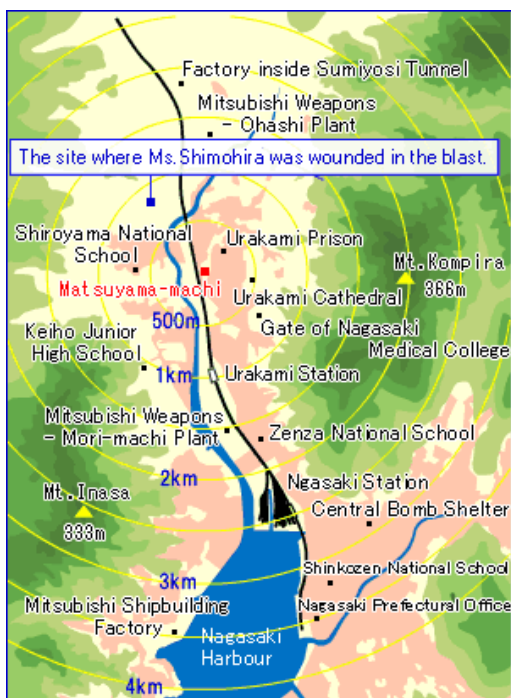 Factory inside Sumiyosi Tunnel
Mitsubishi Weapons
- Ohashi Plant
The site where Ms.Shimohira was wounded in the blast.
Shiroyama National
School
Urakami Prison
Mt.Kompira
366m
Matsuyama-machi
Urakami Cathedral
500m
Gate of Nagasaki
Medical College
Keiho Junior
High School
1km
Urakami Station
Mitsubishi Weapons
- Mori-machi Plant
Zenza National School
2km
Ngasaki Station
Mt.Inasa
333m
Central Bomb Shelter
3km
Shinkozen National School
Mitsubishi Shipbuilding
Factory
Nagasaki Prefectural Office
Nagasaki
Harbour
4km